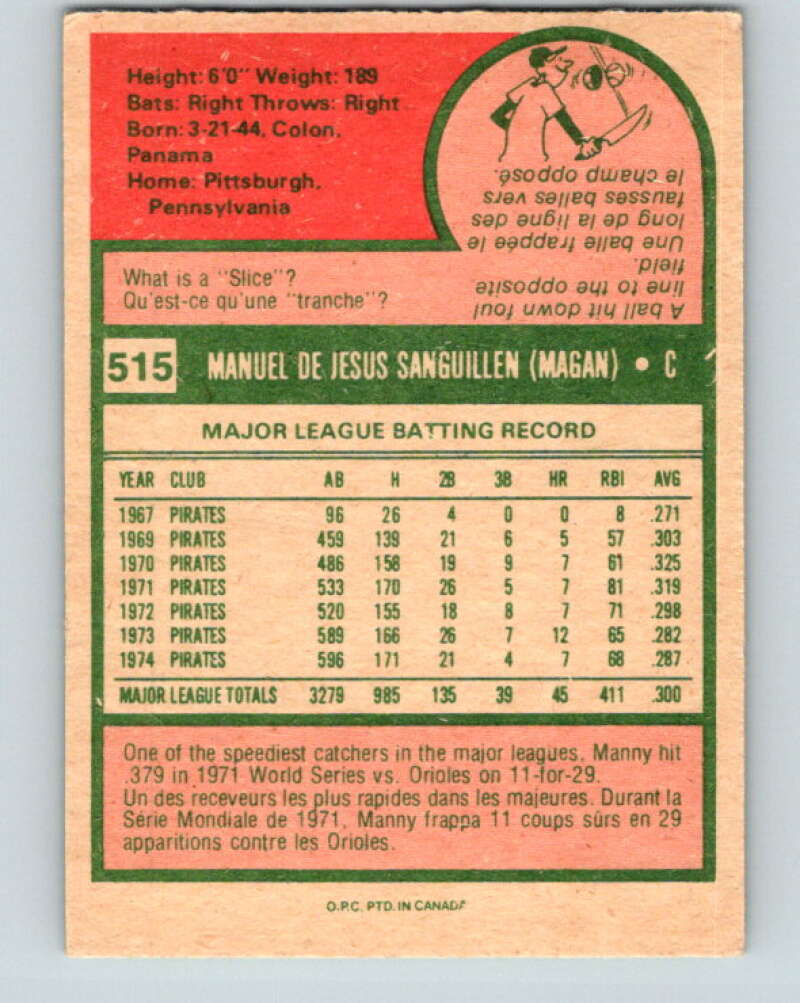 Height: 6'0" Weight: 189
Bats: Right Throws: Right
Born: 3-21-44, Colon,
Panama
Home: Pittsburgh,
Pennsylvania
What is a "Slice"?
Qu'est-ce qu'une "tranche"?
A ball hit down foul
line to the opposite
field.
Une balle frappée le
long de la ligne des
fausses balles vers
le champ opposé.
515 MANUEL DE JESUS SANGUILLEN (MAGAN) • C
MAJOR LEAGUE BATTING RECORD
YEAR CLUB AB H 2B 3B HR RBI AVG
1967 PIRATES 96 26 4 0 0 8 .271
1969 PIRATES 459 139 21 6 5 57 .303
1970 PIRATES 486 158 19 9 7 61 .325
1971 PIRATES 533 170 26 5 7 81 .319
1972 PIRATES 520 155 18 8 7 71 .298
1973 PIRATES 589 166 26 7 12 65 .282
1974 PIRATES 596 171 21 4 7 68 .287
MAJOR LEAGUE TOTALS 3279 985 135 39 45 411 .300
One of the speediest catchers in the major leagues, Manny hit
.379 in 1971 World Series vs. Orioles on 11-for-29.
Un des receveurs les plus rapides dans les majeures. Durant la
Série Mondiale de 1971, Manny frappa 11 coups sûrs en 29
apparitions contre les Orioles.
O.P.C. PTD. IN CANADA